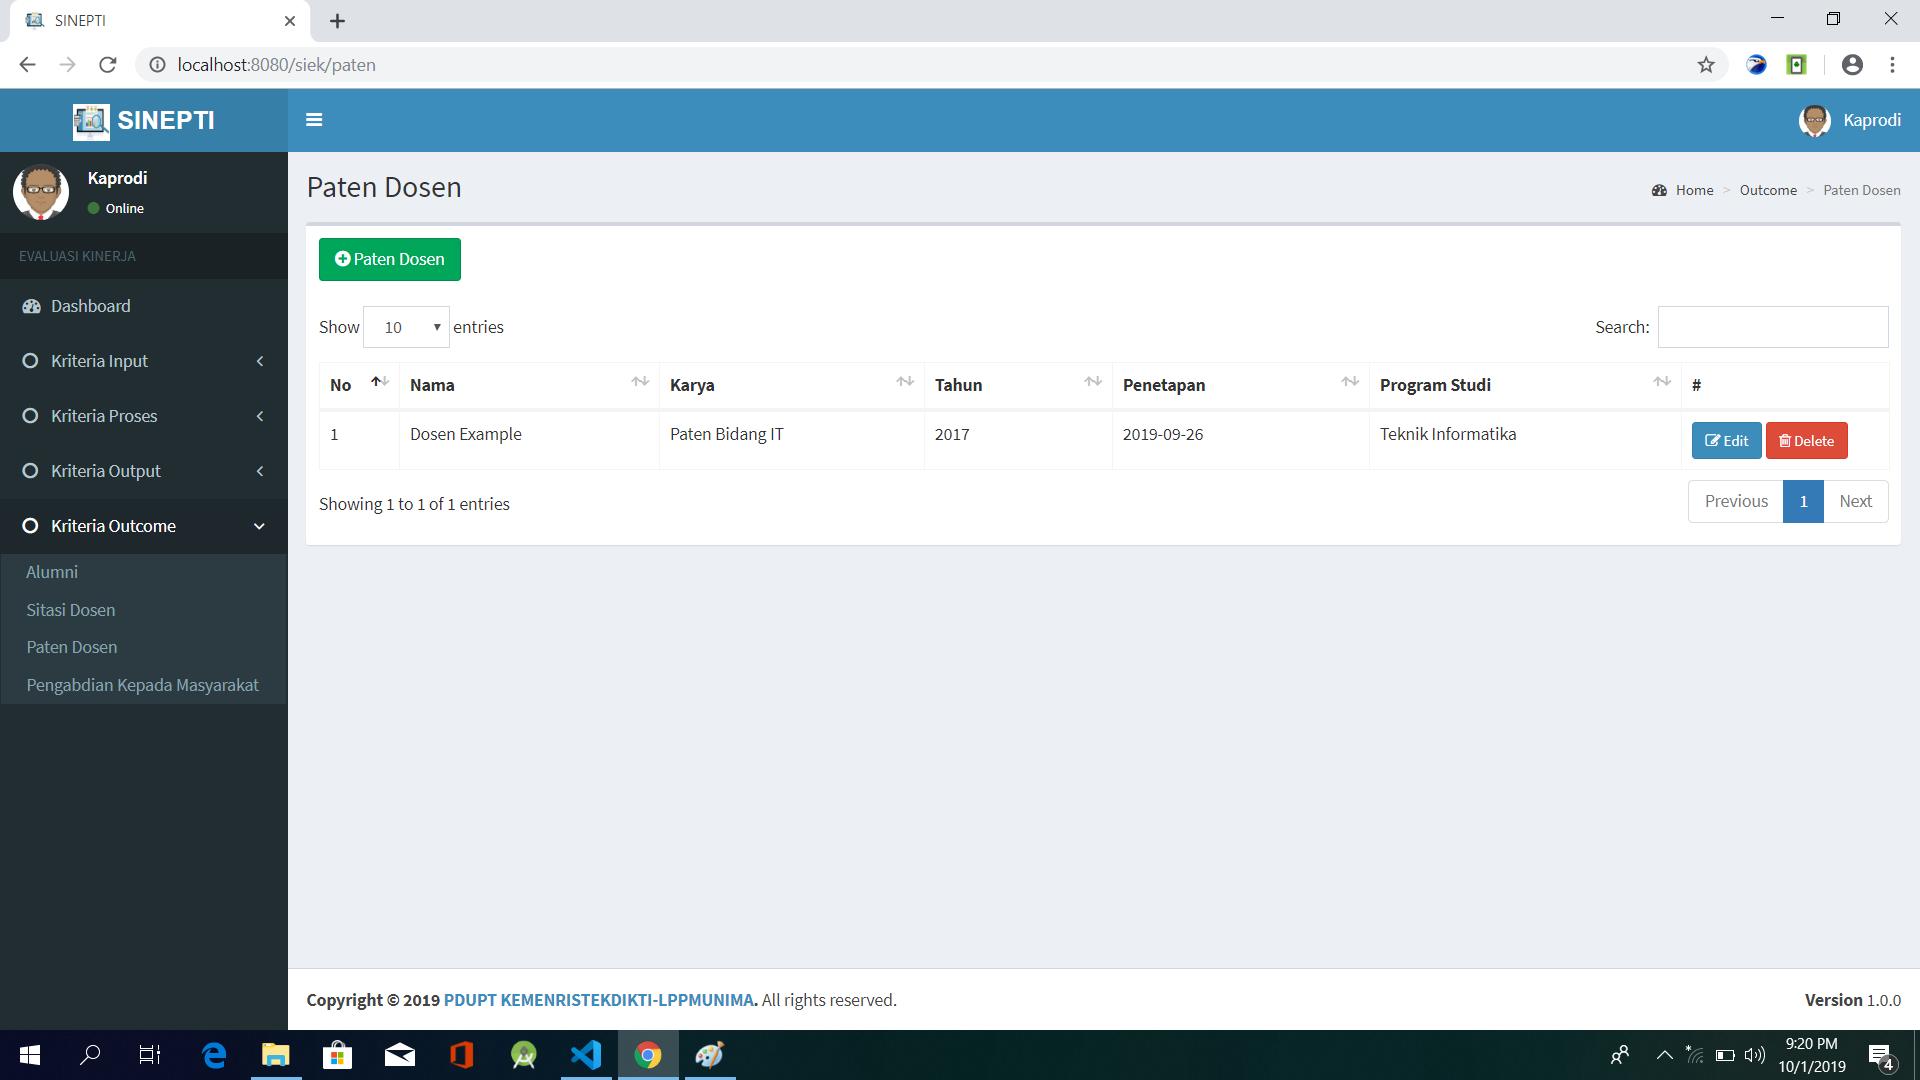 SINEPTI
localhost:8080/siek/paten
SINEPTI
Kaprodi
Kaprodi
Online
EVALUASI KINERJA
Dashboard
Kriteria Input
Kriteria Proses
Kriteria Output
Kriteria Outcome
Alumni
Sitasi Dosen
Paten Dosen
Pengabdian Kepada Masyarakat
Paten Dosen
Home > Outcome > Paten Dosen
Paten Dosen
Show 10 entries
Search:
No Nama Karya Tahun Penetapan Program Studi #
1 Dosen Example Paten Bidang IT 2017 2019-09-26 Teknik Informatika Edit Delete
Showing 1 to 1 of 1 entries
Previous 1 Next
Copyright © 2019 PDUPT KEMENRISTEKDIKTI-LPPMUNIMA. All rights reserved.
Version 1.0.0
9:20 PM
10/1/2019
4